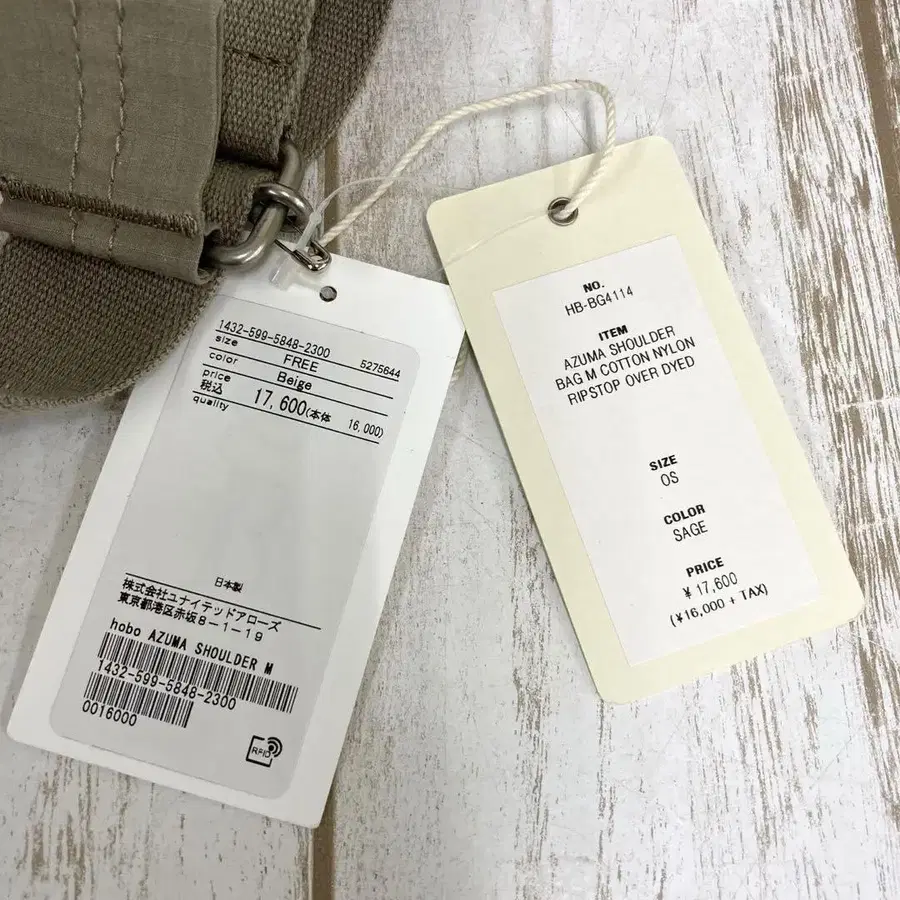 1432-599-5848-2300
size FREE 5275644
color Beige
price
税込 17,600(本体 16,000)
quality
日本製
株式会社ユナイテッドアローズ
東京都港区赤坂8-1-19
hobo AZUMA SHOULDER M
1432-599-5848-2300
0016000
RFID
NO.
HB-BG4114
ITEM
AZUMA SHOULDER
BAG M COTTON NYLON
RIPSTOP OVER DYED
SIZE
OS
COLOR
SAGE
PRICE
¥ 17,600
(¥16,000 + TAX)